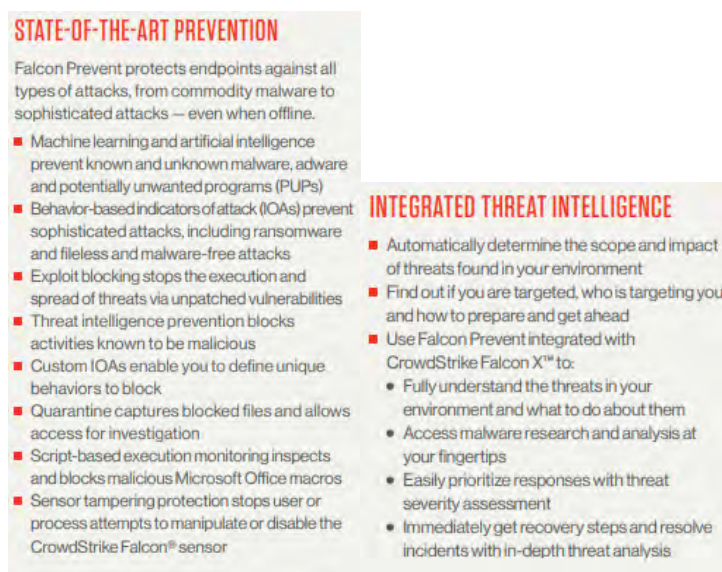 STATE-OF-THE-ART PREVENTION
Falcon Prevent protects endpoints against all
types of attacks, from commodity malware to
sophisticated attacks — even when offline.
■ Machine learning and artificial intelligence
prevent known and unknown malware, adware
and potentially unwanted programs (PUPs)
■ Behavior-based indicators of attack (IOAs) prevent
sophisticated attacks, including ransomware
and fileless and malware-free attacks
■ Exploit blocking stops the execution and
spread of threats via unpatched vulnerabilities
■ Threat intelligence prevention blocks
activities known to be malicious
■ Custom IOAs enable you to define unique
behaviors to block
■ Quarantine captures blocked files and allows
access for investigation
■ Script-based execution monitoring inspects
and blocks malicious Microsoft Office macros
■ Sensor tampering protection stops user or
process attempts to manipulate or disable the
CrowdStrike Falcon® sensor
INTEGRATED THREAT INTELLIGENCE
■ Automatically determine the scope and impact
of threats found in your environment
■ Find out if you are targeted, who is targeting you
and how to prepare and get ahead
■ Use Falcon Prevent integrated with
CrowdStrike Falcon X™ to:
● Fully understand the threats in your
environment and what to do about them
● Access malware research and analysis at
your fingertips
● Easily prioritize responses with threat
severity assessment
● Immediately get recovery steps and resolve
incidents with in-depth threat analysis